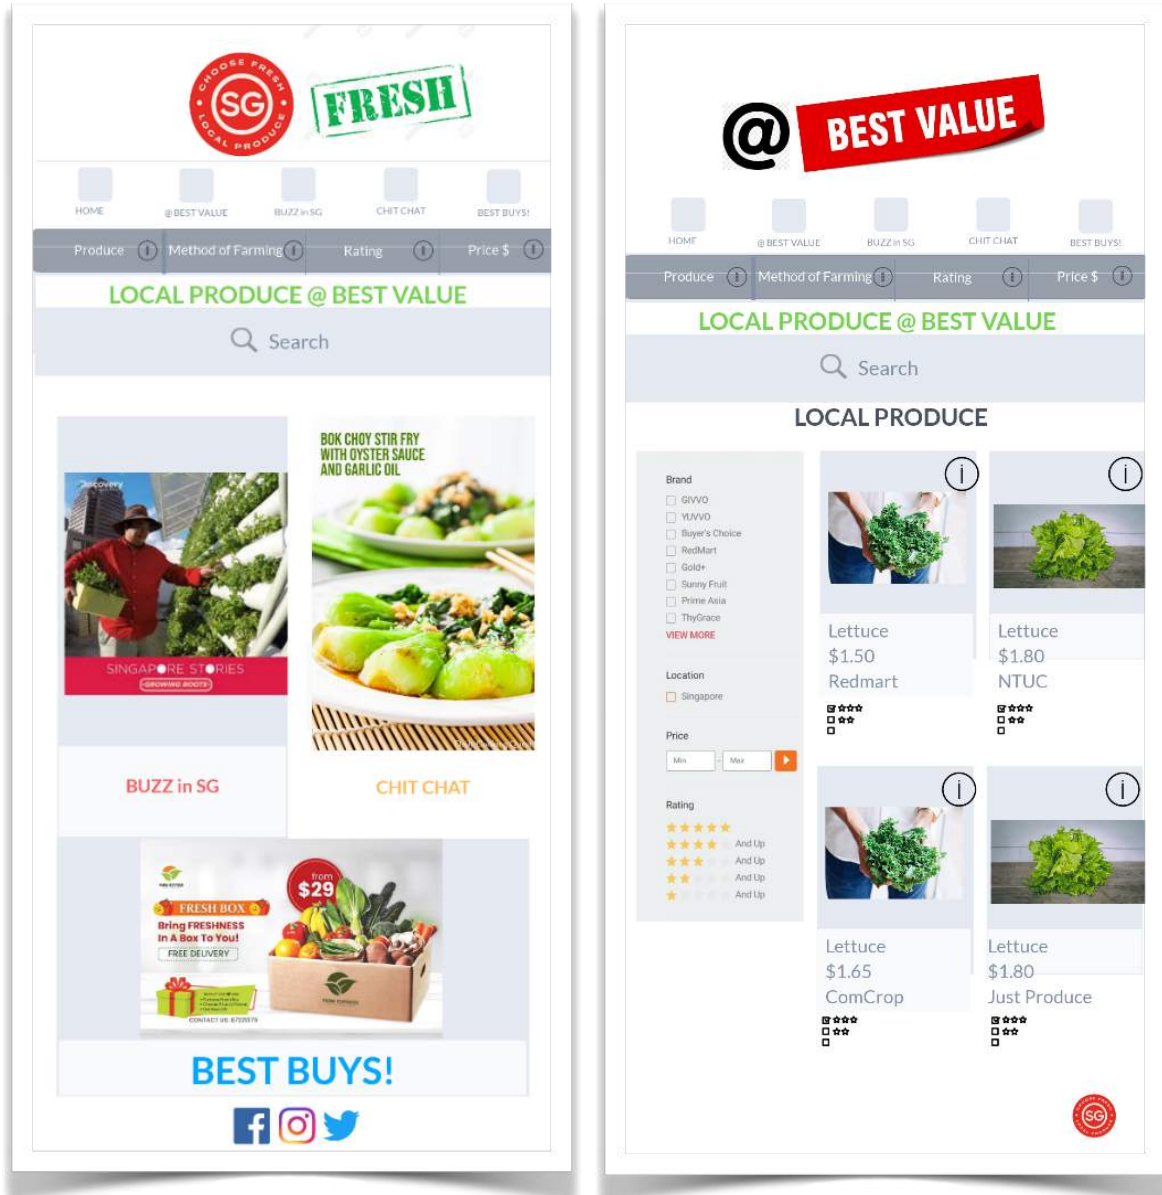 CHOOSE FRESH
SG
LOCAL PRODUCE
FRESH
HOME
@ BEST VALUE
BUZZ in SG
CHIT CHAT
BEST BUYS!
Produce i Method of Farming i Rating i Price $ i
LOCAL PRODUCE @ BEST VALUE
Search
Discovery
SINGAPORE STORIES
GROWING ROOTS
BOK CHOY STIR FRY
WITH OYSTER SAUCE
AND GARLIC OIL
BUZZ in SG
CHIT CHAT
from
$29
FRESH BOX
Bring FRESHNESS
In A Box To You!
FREE DELIVERY
BEST BUYS!
@ BEST VALUE
HOME
@ BEST VALUE
BUZZ in SG
CHIT CHAT
BEST BUYS!
Produce i Method of Farming i Rating i Price $ i
LOCAL PRODUCE @ BEST VALUE
Search
LOCAL PRODUCE
Brand
GIVVO
YUVVO
Buyer's Choice
RedMart
Gold+
Sunny Fruit
Prime Asia
ThyGrace
VIEW MORE
Location
Singapore
Price
Min - Max
Rating
And Up
And Up
And Up
And Up
i
Lettuce
$1.50
Redmart
i
Lettuce
$1.80
NTUC
i
Lettuce
$1.65
ComCrop
i
Lettuce
$1.80
Just Produce
SG